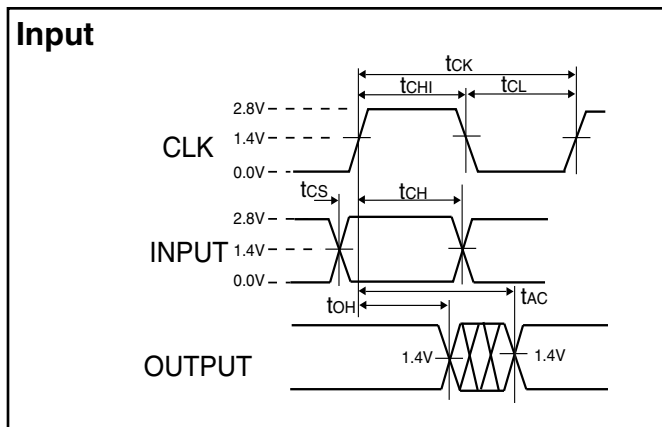 Input
tCK
tCHI tCL
2.8V
CLK 1.4V
0.0V
tCS tCH
2.8V
INPUT 1.4V
0.0V
tAC
tOH
OUTPUT 1.4V 1.4V